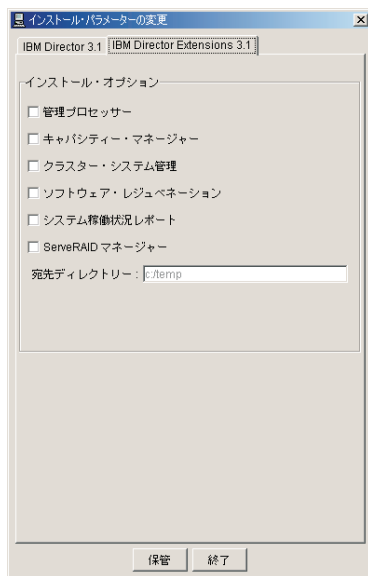 インストール・パラメーターの変更
IBM Director 3.1 IBM Director Extensions 3.1
インストール・オプション
管理プロセッサー
キャパシティー・マネージャー
クラスター・システム管理
ソフトウェア・レジュベネーション
システム稼働状況レポート
ServeRAID マネージャー
宛先ディレクトリー : c:/temp
保管 終了